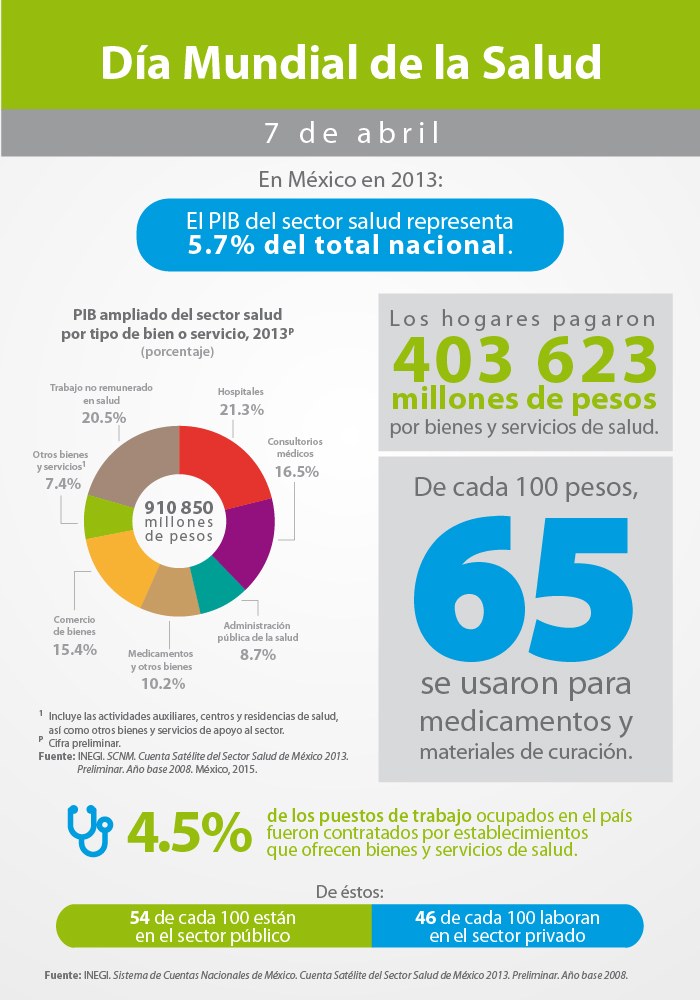 Día Mundial de la Salud
7 de abril
En México en 2013:
El PIB del sector salud representa
5.7% del total nacional.
PIB ampliado del sector salud
por tipo de bien o servicio, 2013ᵖ
(porcentaje)
Trabajo no remunerado
en salud
20.5%
Hospitales
21.3%
Consultorios
médicos
16.5%
Otros bienes
y servicios¹
7.4%
910 850
millones
de pesos
Comercio
de bienes
15.4%
Medicamentos
y otros bienes
10.2%
Administración
pública de la salud
8.7%
¹ Incluye las actividades auxiliares, centros y residencias de salud,
así como otros bienes y servicios de apoyo al sector.
ᵖ Cifra preliminar.
Fuente: INEGI. SCNM. Cuenta Satélite del Sector Salud de México 2013.
Preliminar. Año base 2008. México, 2015.
Los hogares pagaron
403 623
millones de pesos
por bienes y servicios de salud.
De cada 100 pesos,
65
se usaron para
medicamentos y
materiales de curación.
4.5%
de los puestos de trabajo ocupados en el país
fueron contratados por establecimientos
que ofrecen bienes y servicios de salud.
De éstos:
54 de cada 100 están
en el sector público
46 de cada 100 laboran
en el sector privado
Fuente: INEGI. Sistema de Cuentas Nacionales de México. Cuenta Satélite del Sector Salud de México 2013. Preliminar. Año base 2008.